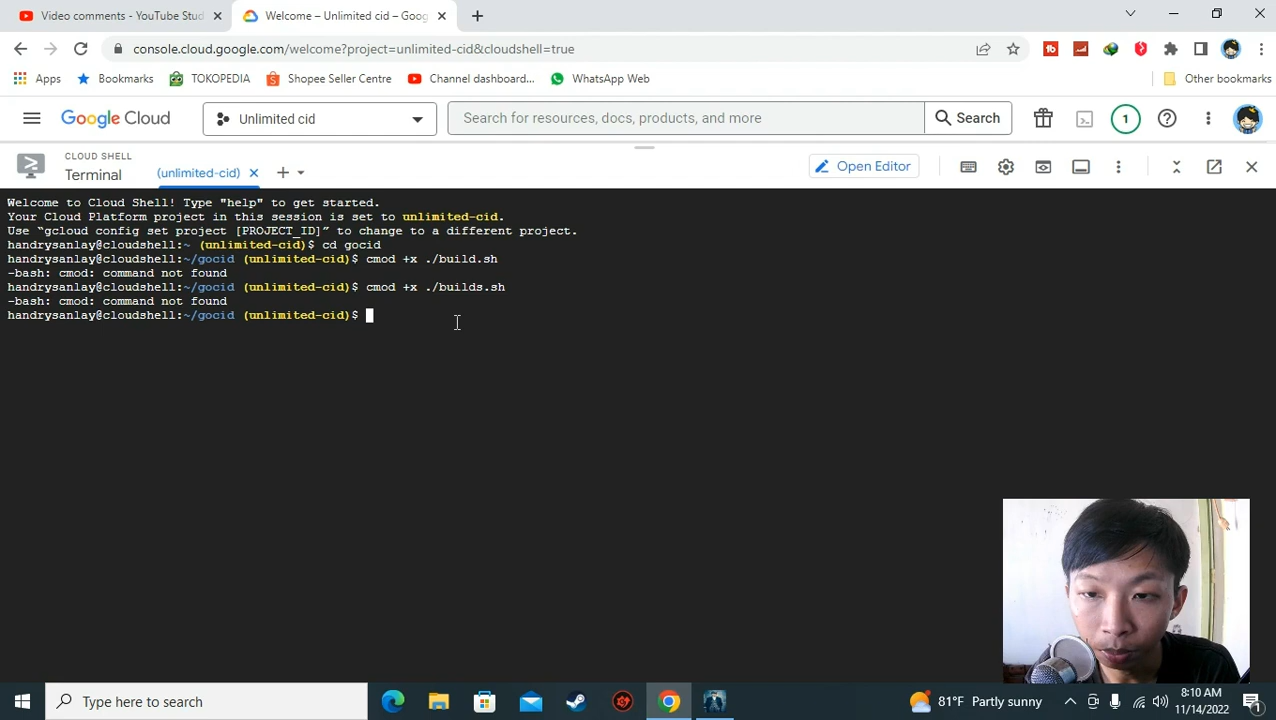 Video comments - YouTube Stud
Welcome – Unlimited cid – Goog
console.cloud.google.com/welcome?project=unlimited-cid&cloudshell=true
Apps
Bookmarks
TOKOPEDIA
Shopee Seller Centre
Channel dashboard...
WhatsApp Web
Other bookmarks
Google Cloud
Unlimited cid
Search for resources, docs, products, and more
Search
1
CLOUD SHELL
Terminal
(unlimited-cid)
Open Editor
Welcome to Cloud Shell! Type "help" to get started.
Your Cloud Platform project in this session is set to unlimited-cid.
Use “gcloud config set project [PROJECT_ID]” to change to a different project.
handrysanlay@cloudshell:~ (unlimited-cid)$ cd gocid
handrysanlay@cloudshell:~/gocid (unlimited-cid)$ cmod +x ./build.sh
-bash: cmod: command not found
handrysanlay@cloudshell:~/gocid (unlimited-cid)$ cmod +x ./builds.sh
-bash: cmod: command not found
handrysanlay@cloudshell:~/gocid (unlimited-cid)$
Type here to search
81°F Partly sunny
8:10 AM
11/14/2022
1